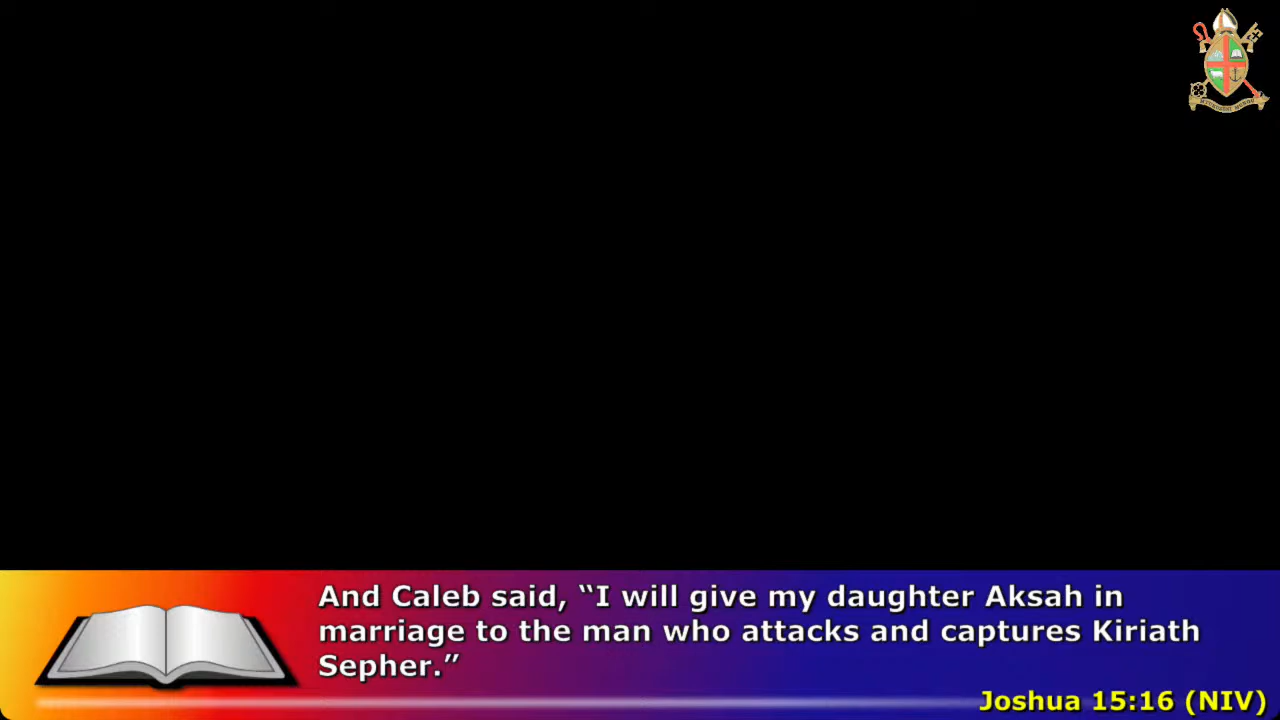 And Caleb said, “I will give my daughter Aksah in
marriage to the man who attacks and captures Kiriath
Sepher.”
Joshua 15:16 (NIV)